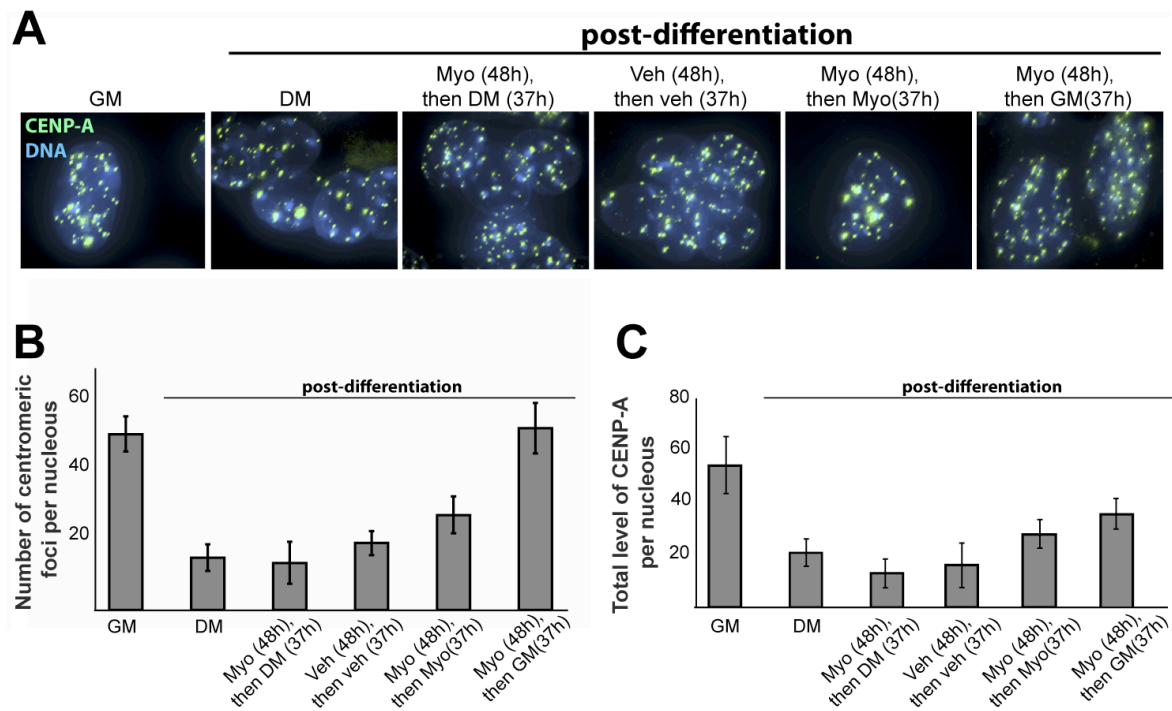 A
post-differentiation
GM
DM
Myo (48h),
then DM (37h)
Veh (48h),
then veh (37h)
Myo (48h),
then Myo(37h)
Myo (48h),
then GM(37h)
CENP-A
DNA
B
Number of centromeric
foci per nucleous
60
40
20
post-differentiation
GM
DM
Myo (48h),
then DM (37h)
Veh (48h),
then veh (37h)
Myo (48h),
then Myo(37h)
Myo (48h),
then GM(37h)
C
Total level of CENP-A
per nucleous
80
60
40
20
post-differentiation
GM
DM
Myo (48h),
then DM (37h)
Veh (48h),
then veh (37h)
Myo (48h),
then Myo(37h)
Myo (48h),
then GM(37h)